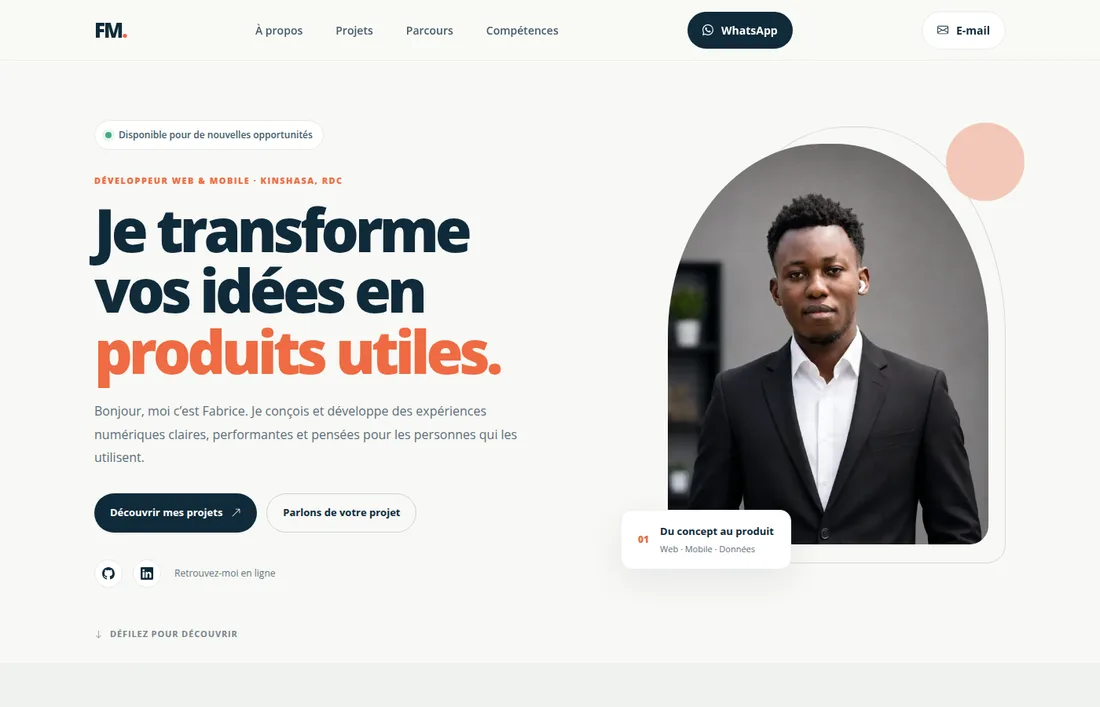 FM.
À propos
Projets
Parcours
Compétences
WhatsApp
E-mail
Disponible pour de nouvelles opportunités
DÉVELOPPEUR WEB & MOBILE · KINSHASA, RDC
Je transforme
vos idées en
produits utiles.
Bonjour, moi c’est Fabrice. Je conçois et développe des expériences
numériques claires, performantes et pensées pour les personnes qui les
utilisent.
Découvrir mes projets
Parlons de votre projet
Retrouvez-moi en ligne
DÉFILEZ POUR DÉCOUVRIR
01
Du concept au produit
Web · Mobile · Données